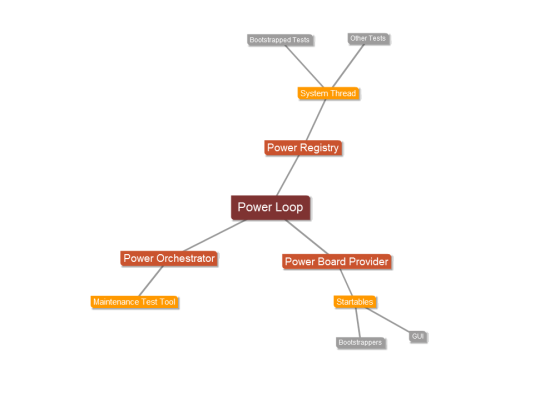 Bootstrapped Tests
Other Tests
System Thread
Power Registry
Power Loop
Power Orchestrator
Power Board Provider
Maintenance Test Tool
Startables
GUI
Bootstrappers